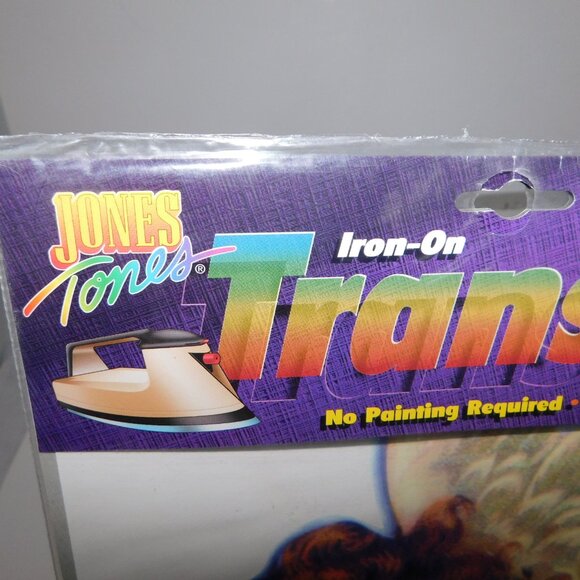 JONES
Tones®
Iron-On
Trans
No Painting Required -